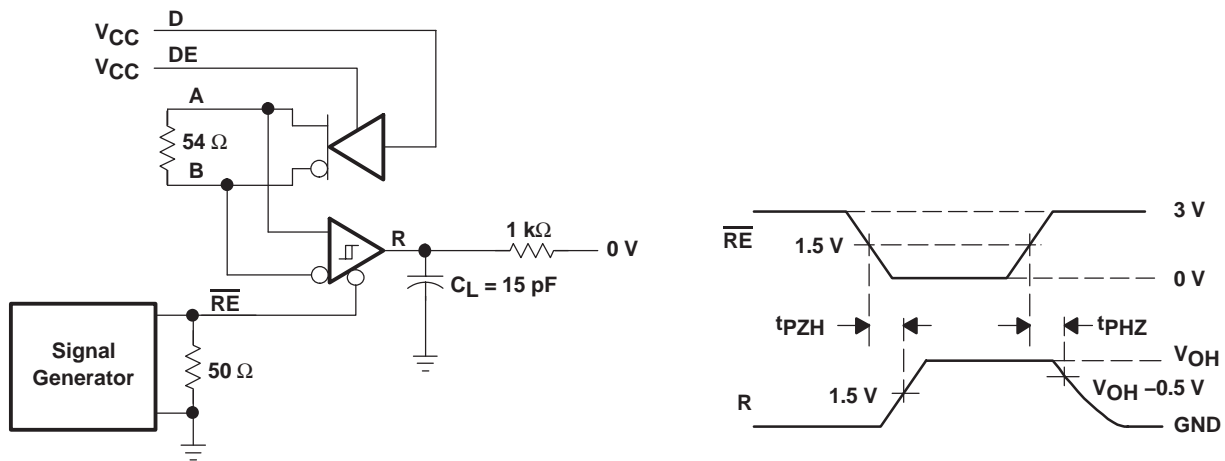 VCC D
VCC DE
A
54 Ω
B
R
1 kΩ
0 V
CL = 15 pF
RE
Signal
Generator
50 Ω
3 V
RE
1.5 V
0 V
tPZH
tPHZ
VOH
1.5 V
VOH –0.5 V
R
GND